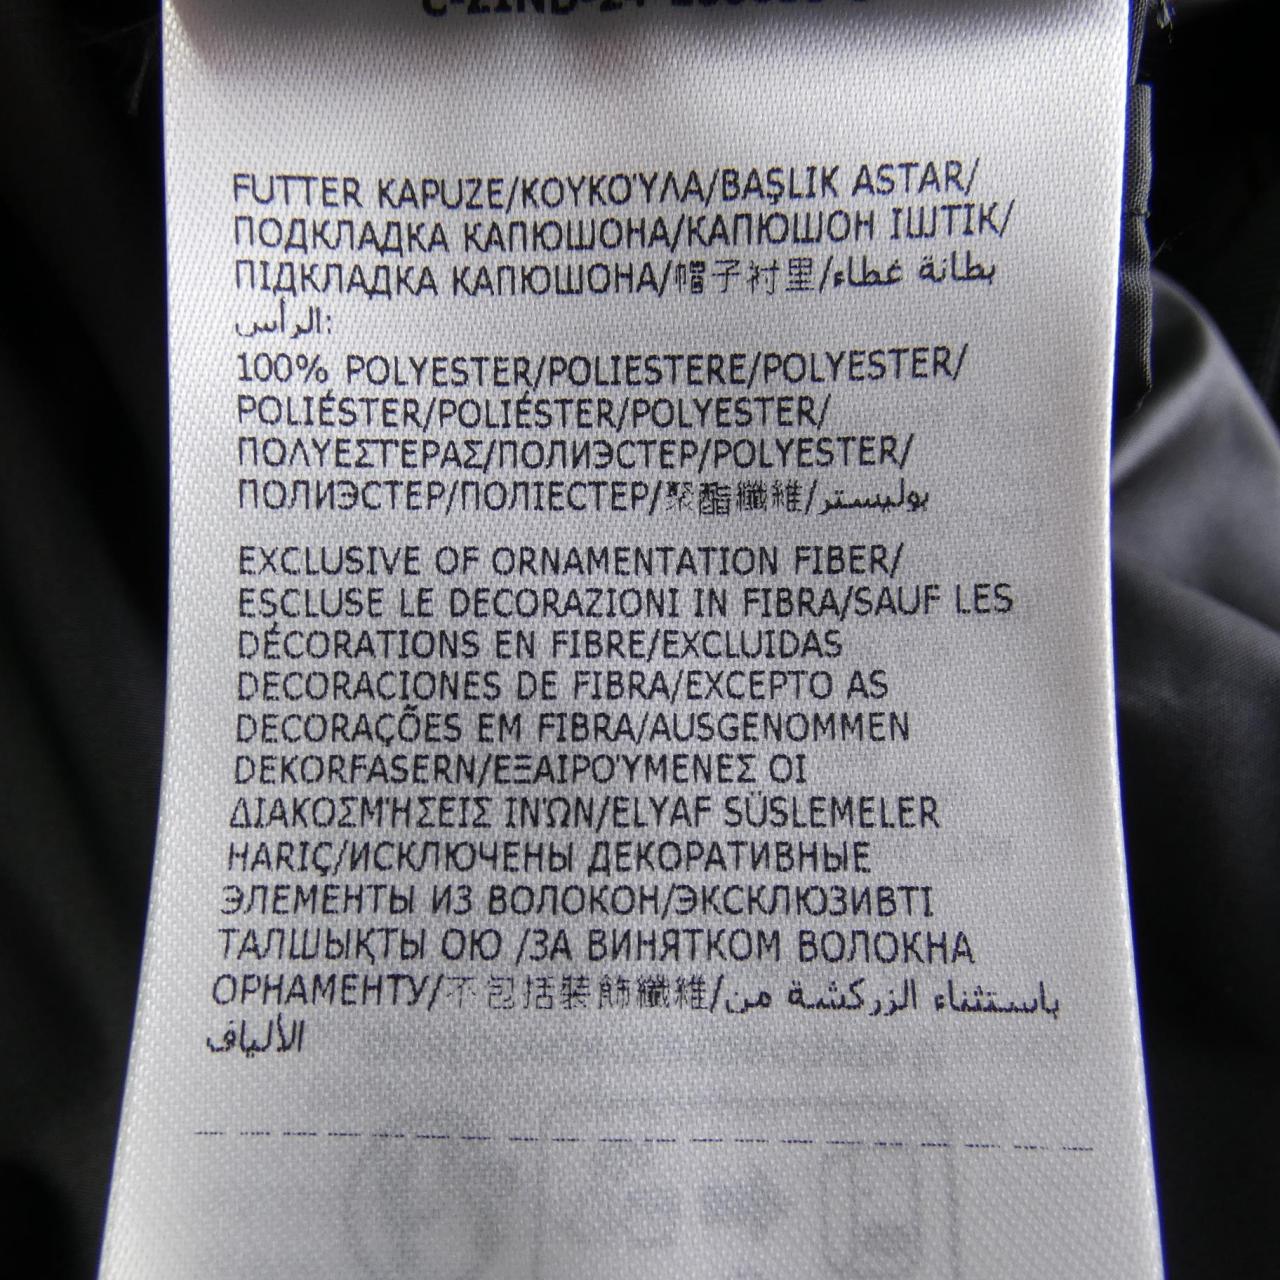 FUTTER KAPUZE/ΚΟΥΚΟΎΛΑ/BAŞLIK ASTAR/
ПОДКЛАДКА КАПЮШОНА/КАПЮШОН ІШТІК/
ПІДКЛАДКА КАПЮШОНА/帽子衬里/بطانة غطاء
الرأس:
100% POLYESTER/POLIESTERE/POLYESTER/
POLIÉSTER/POLIÉSTER/POLYESTER/
ΠΟΛΥΕΣΤΕΡΑΣ/ПОЛИЭСТЕР/POLYESTER/
ПОЛИЭСТЕР/ПОЛІЕСТЕР/聚酯纖維/بوليستر
EXCLUSIVE OF ORNAMENTATION FIBER/
ESCLUSE LE DECORAZIONI IN FIBRA/SAUF LES
DÉCORATIONS EN FIBRE/EXCLUIDAS
DECORACIONES DE FIBRA/EXCEPTO AS
DECORAÇÕES EM FIBRA/AUSGENOMMEN
DEKORFASERN/ΕΞΑΙΡΟΎΜΕΝΕΣ ΟΙ
ΔΙΑΚΟΣΜΉΣΕΙΣ ΙΝΏΝ/ELYAF SÜSLEMELER
HARIÇ/ИСКЛЮЧЕНЫ ДЕКОРАТИВНЫЕ
ЭЛЕМЕНТЫ ИЗ ВОЛОКОН/ЭКСКЛЮЗИВТІ
ТАЛШЫҚТЫ ОЮ /ЗА ВИНЯТКОМ ВОЛОКНА
ОРНАМЕНТУ/不包括裝飾纖維/باستثناء الزركشة من
الألياف